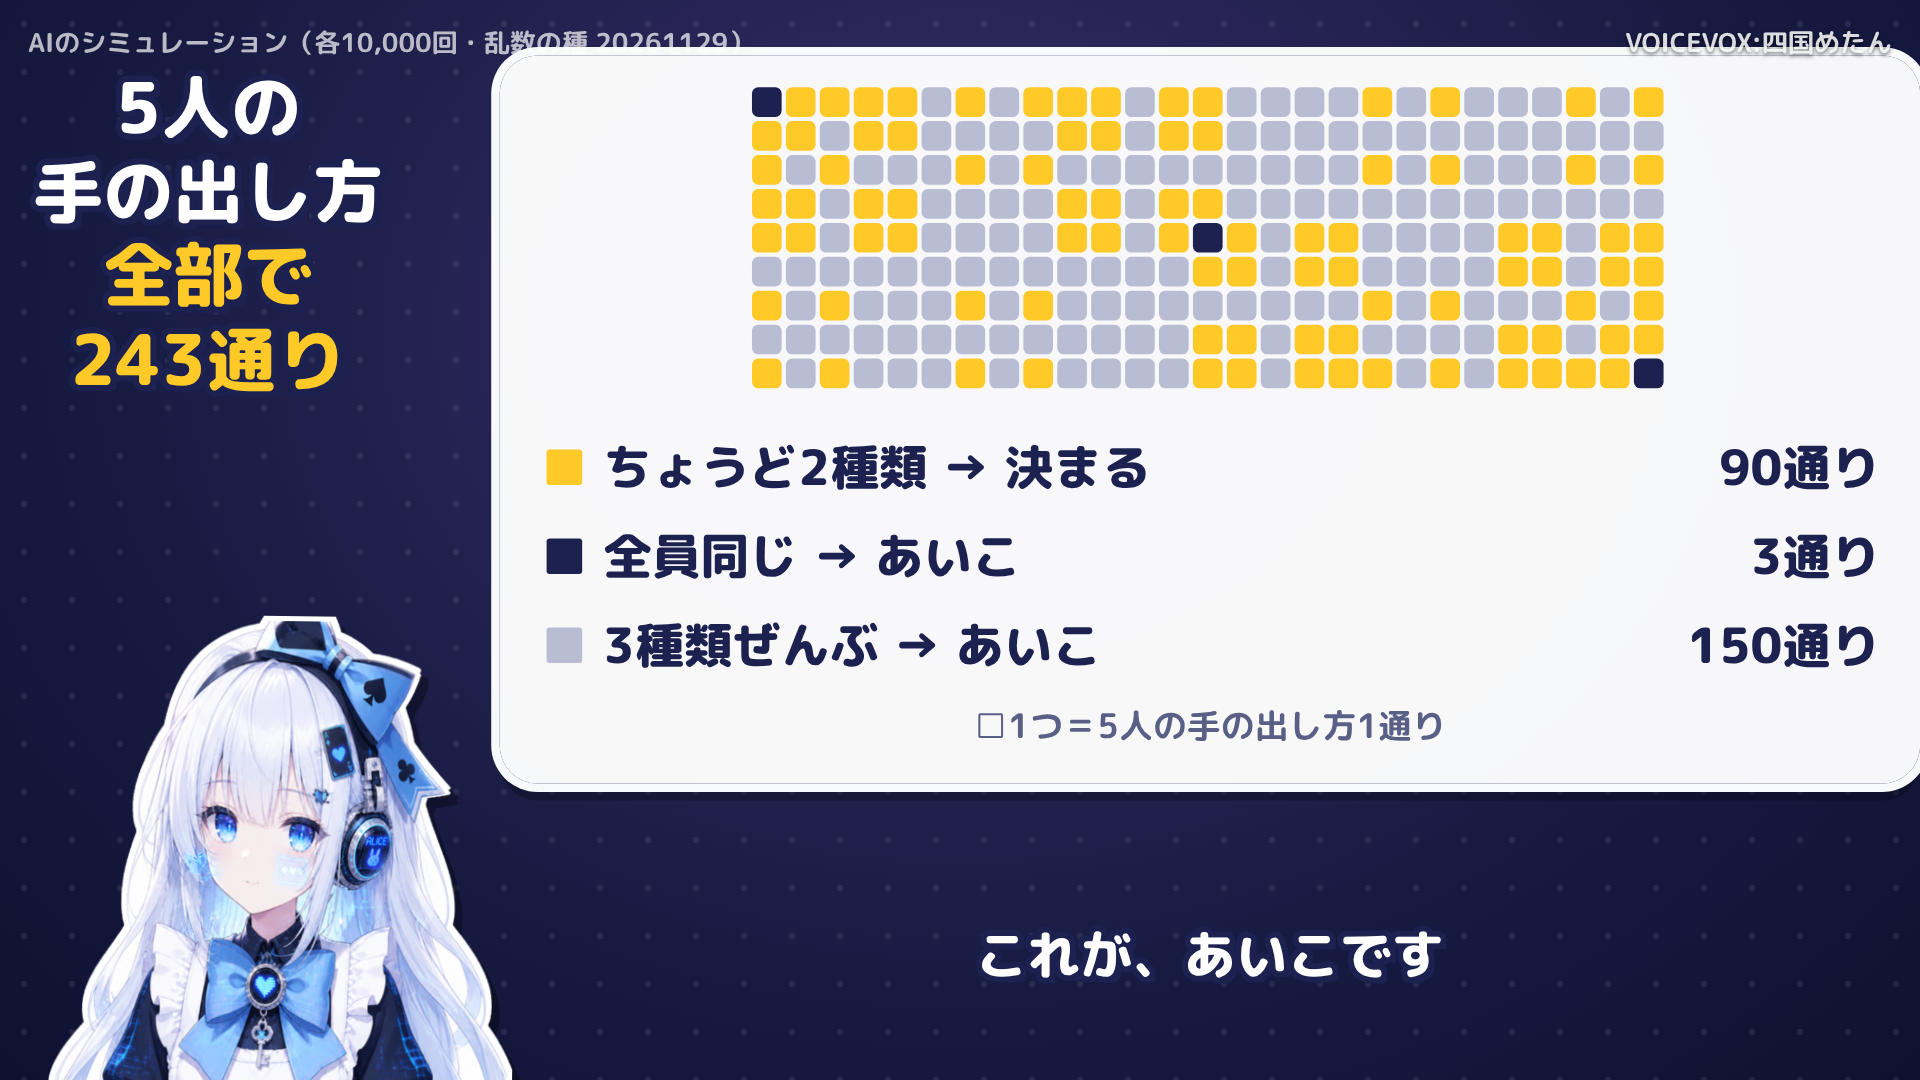 AIのシミュレーション（各10,000回・乱数の種 20261129）
VOICEVOX:四国めたん
5人の
手の出し方
全部で
243通り
ちょうど2種類 → 決まる 90通り
全員同じ → あいこ 3通り
3種類ぜんぶ → あいこ 150通り
□1つ＝5人の手の出し方1通り
ALICE
これが、あいこです